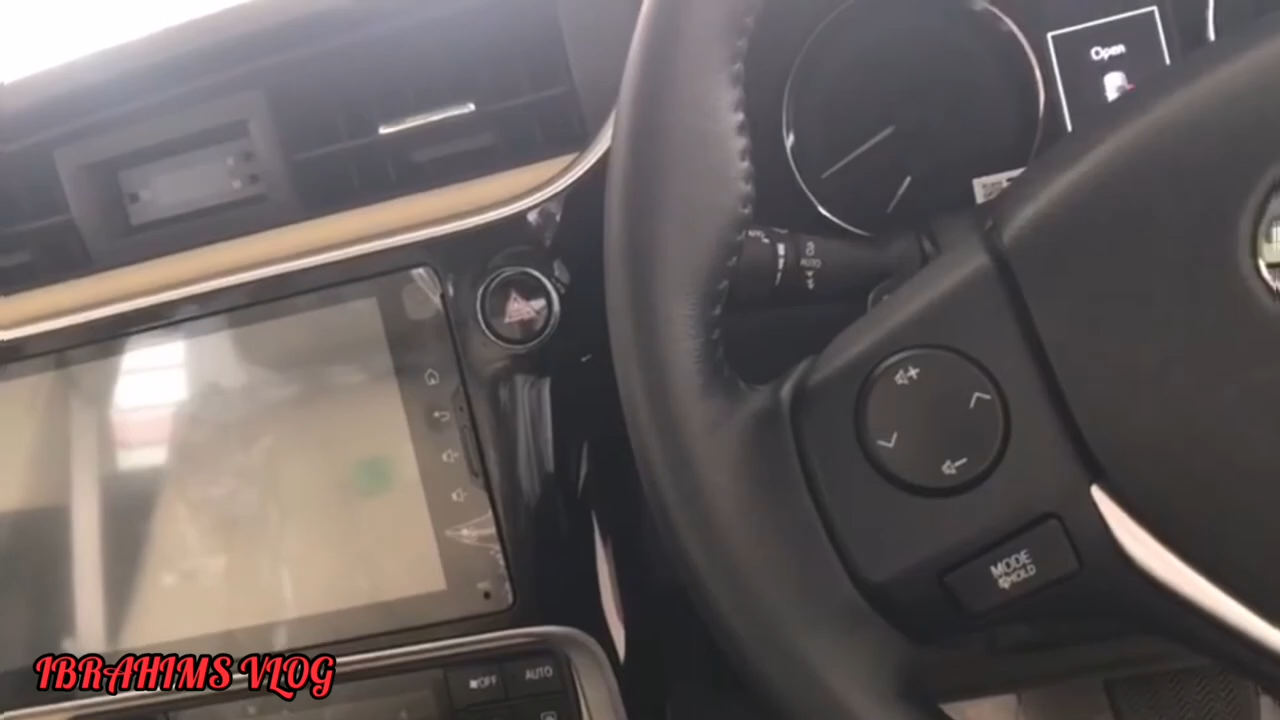 Open
AUTO
MODE
HOLD
OFF
AUTO
IBRAHIMS VLOG